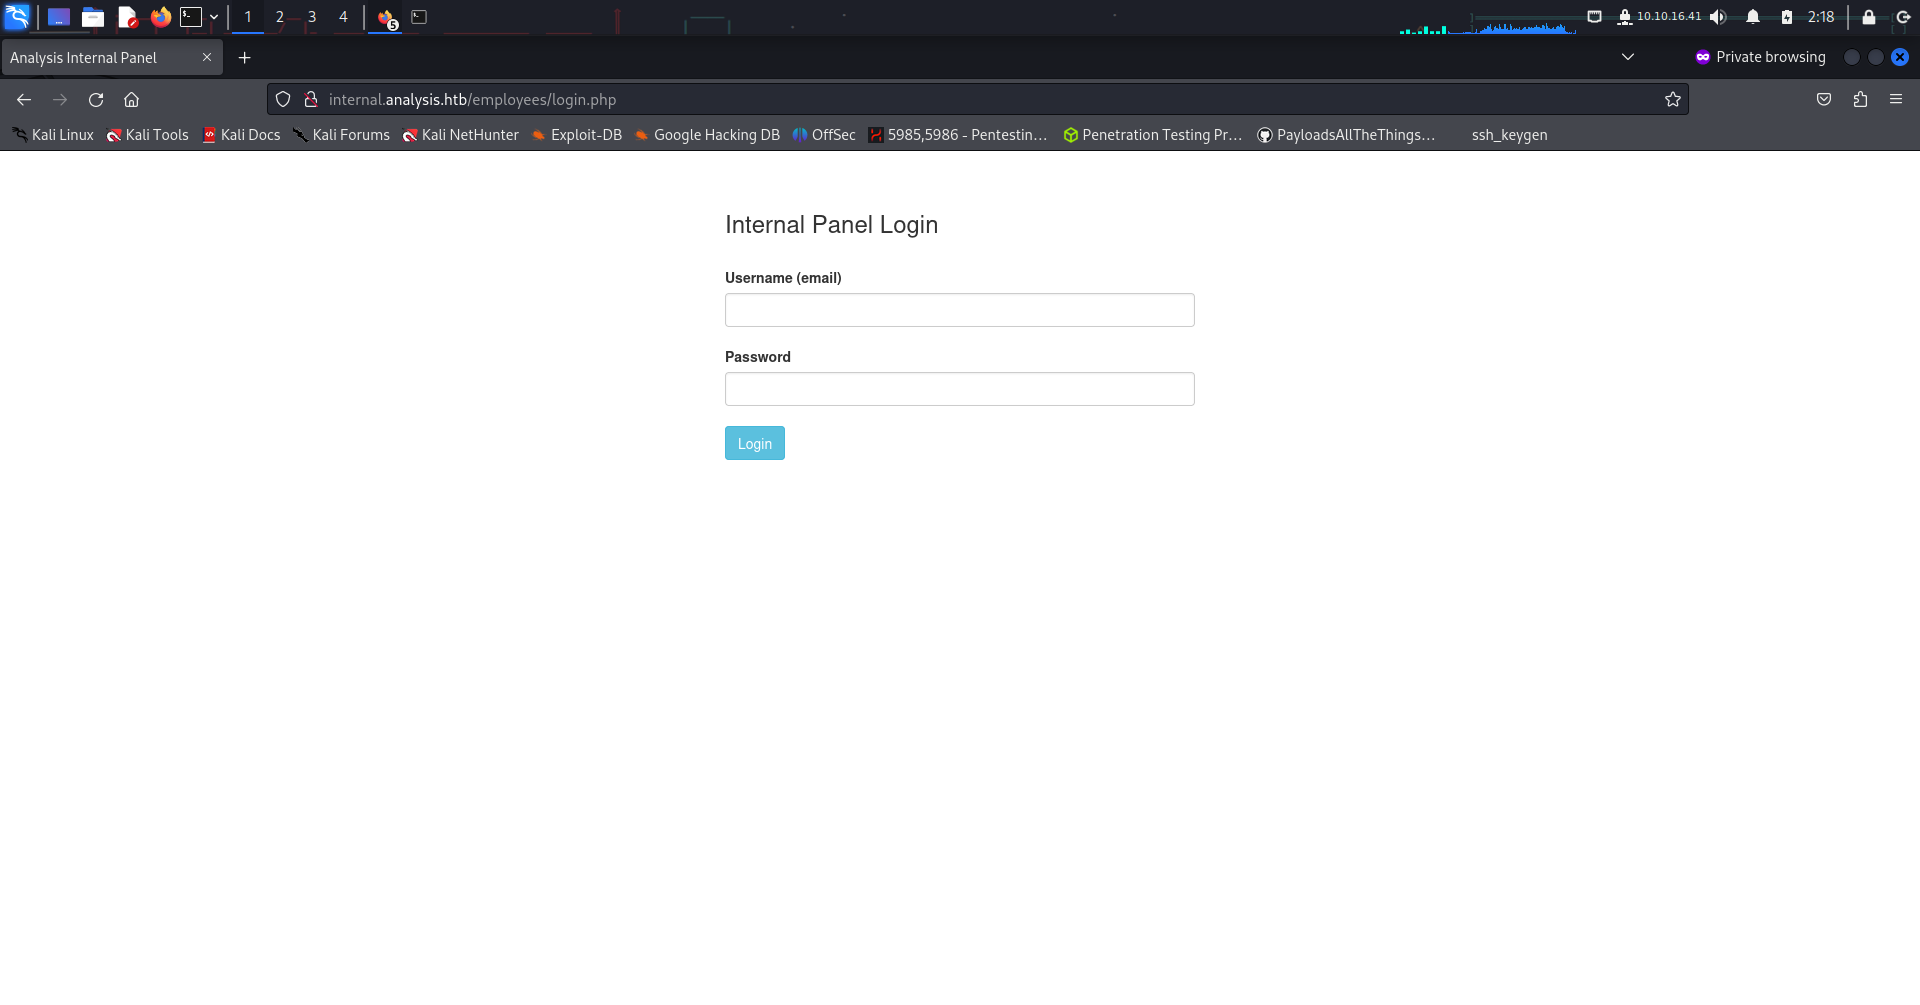 1 2 3 4 5 10.10.16.41 2:18
Analysis Internal Panel Private browsing
internal.analysis.htb/employees/login.php
Kali Linux Kali Tools Kali Docs Kali Forums Kali NetHunter Exploit-DB Google Hacking DB OffSec 5985,5986 - Pentestin… Penetration Testing Pr… PayloadsAllTheThings… ssh_keygen
Internal Panel Login
Username (email)
Password
Login